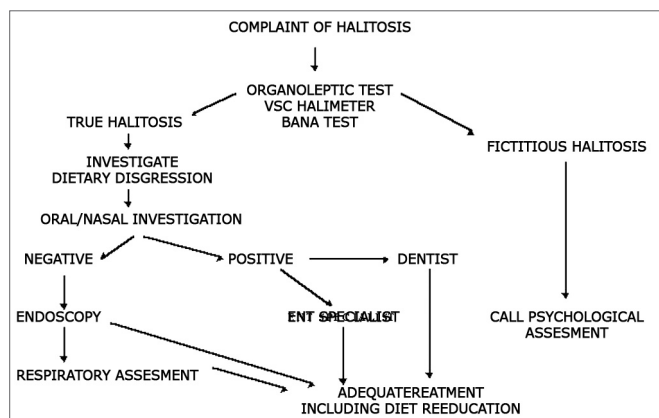 COMPLAINT OF HALITOSIS
ORGANOLEPTIC TEST
VSC HALIMETER
BANA TEST
TRUE HALITOSIS
FICTITIOUS HALITOSIS
INVESTIGATE
DIETARY DISGRESSION
ORAL/NASAL INVESTIGATION
NEGATIVE
POSITIVE
DENTIST
ENDOSCOPY
ENT SPECIALIST
CALL PSYCHOLOGICAL
ASSESMENT
RESPIRATORY ASSESMENT
ADEQUATEREATMENT
INCLUDING DIET REEDUCATION